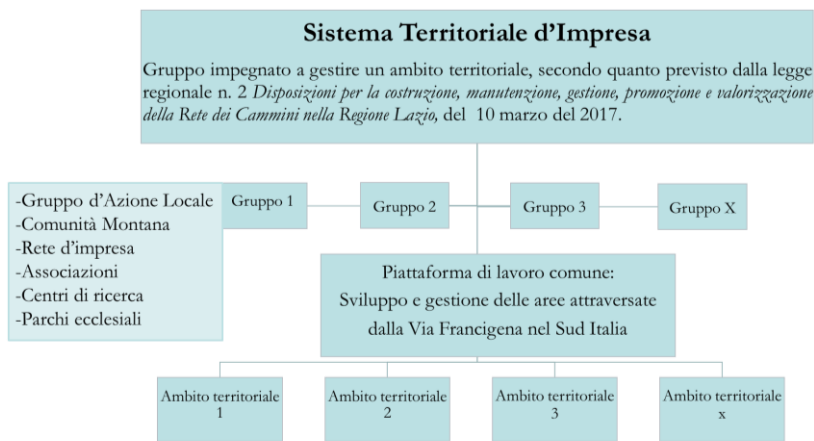 Sistema Territoriale d'Impresa
Gruppo impegnato a gestire un ambito territoriale, secondo quanto previsto dalla legge
regionale n. 2 Disposizioni per la costruzione, manutenzione, gestione, promozione e valorizzazione
della Rete dei Cammini nella Regione Lazio, del 10 marzo del 2017.
-Gruppo d'Azione Locale
-Comunità Montana
-Rete d'impresa
-Associazioni
-Centri di ricerca
-Parchi ecclesiali
Gruppo 1
Gruppo 2
Gruppo 3
Gruppo X
Piattaforma di lavoro comune:
Sviluppo e gestione delle aree attraversate
dalla Via Francigena nel Sud Italia
Ambito territoriale
1
Ambito territoriale
2
Ambito territoriale
3
Ambito territoriale
x